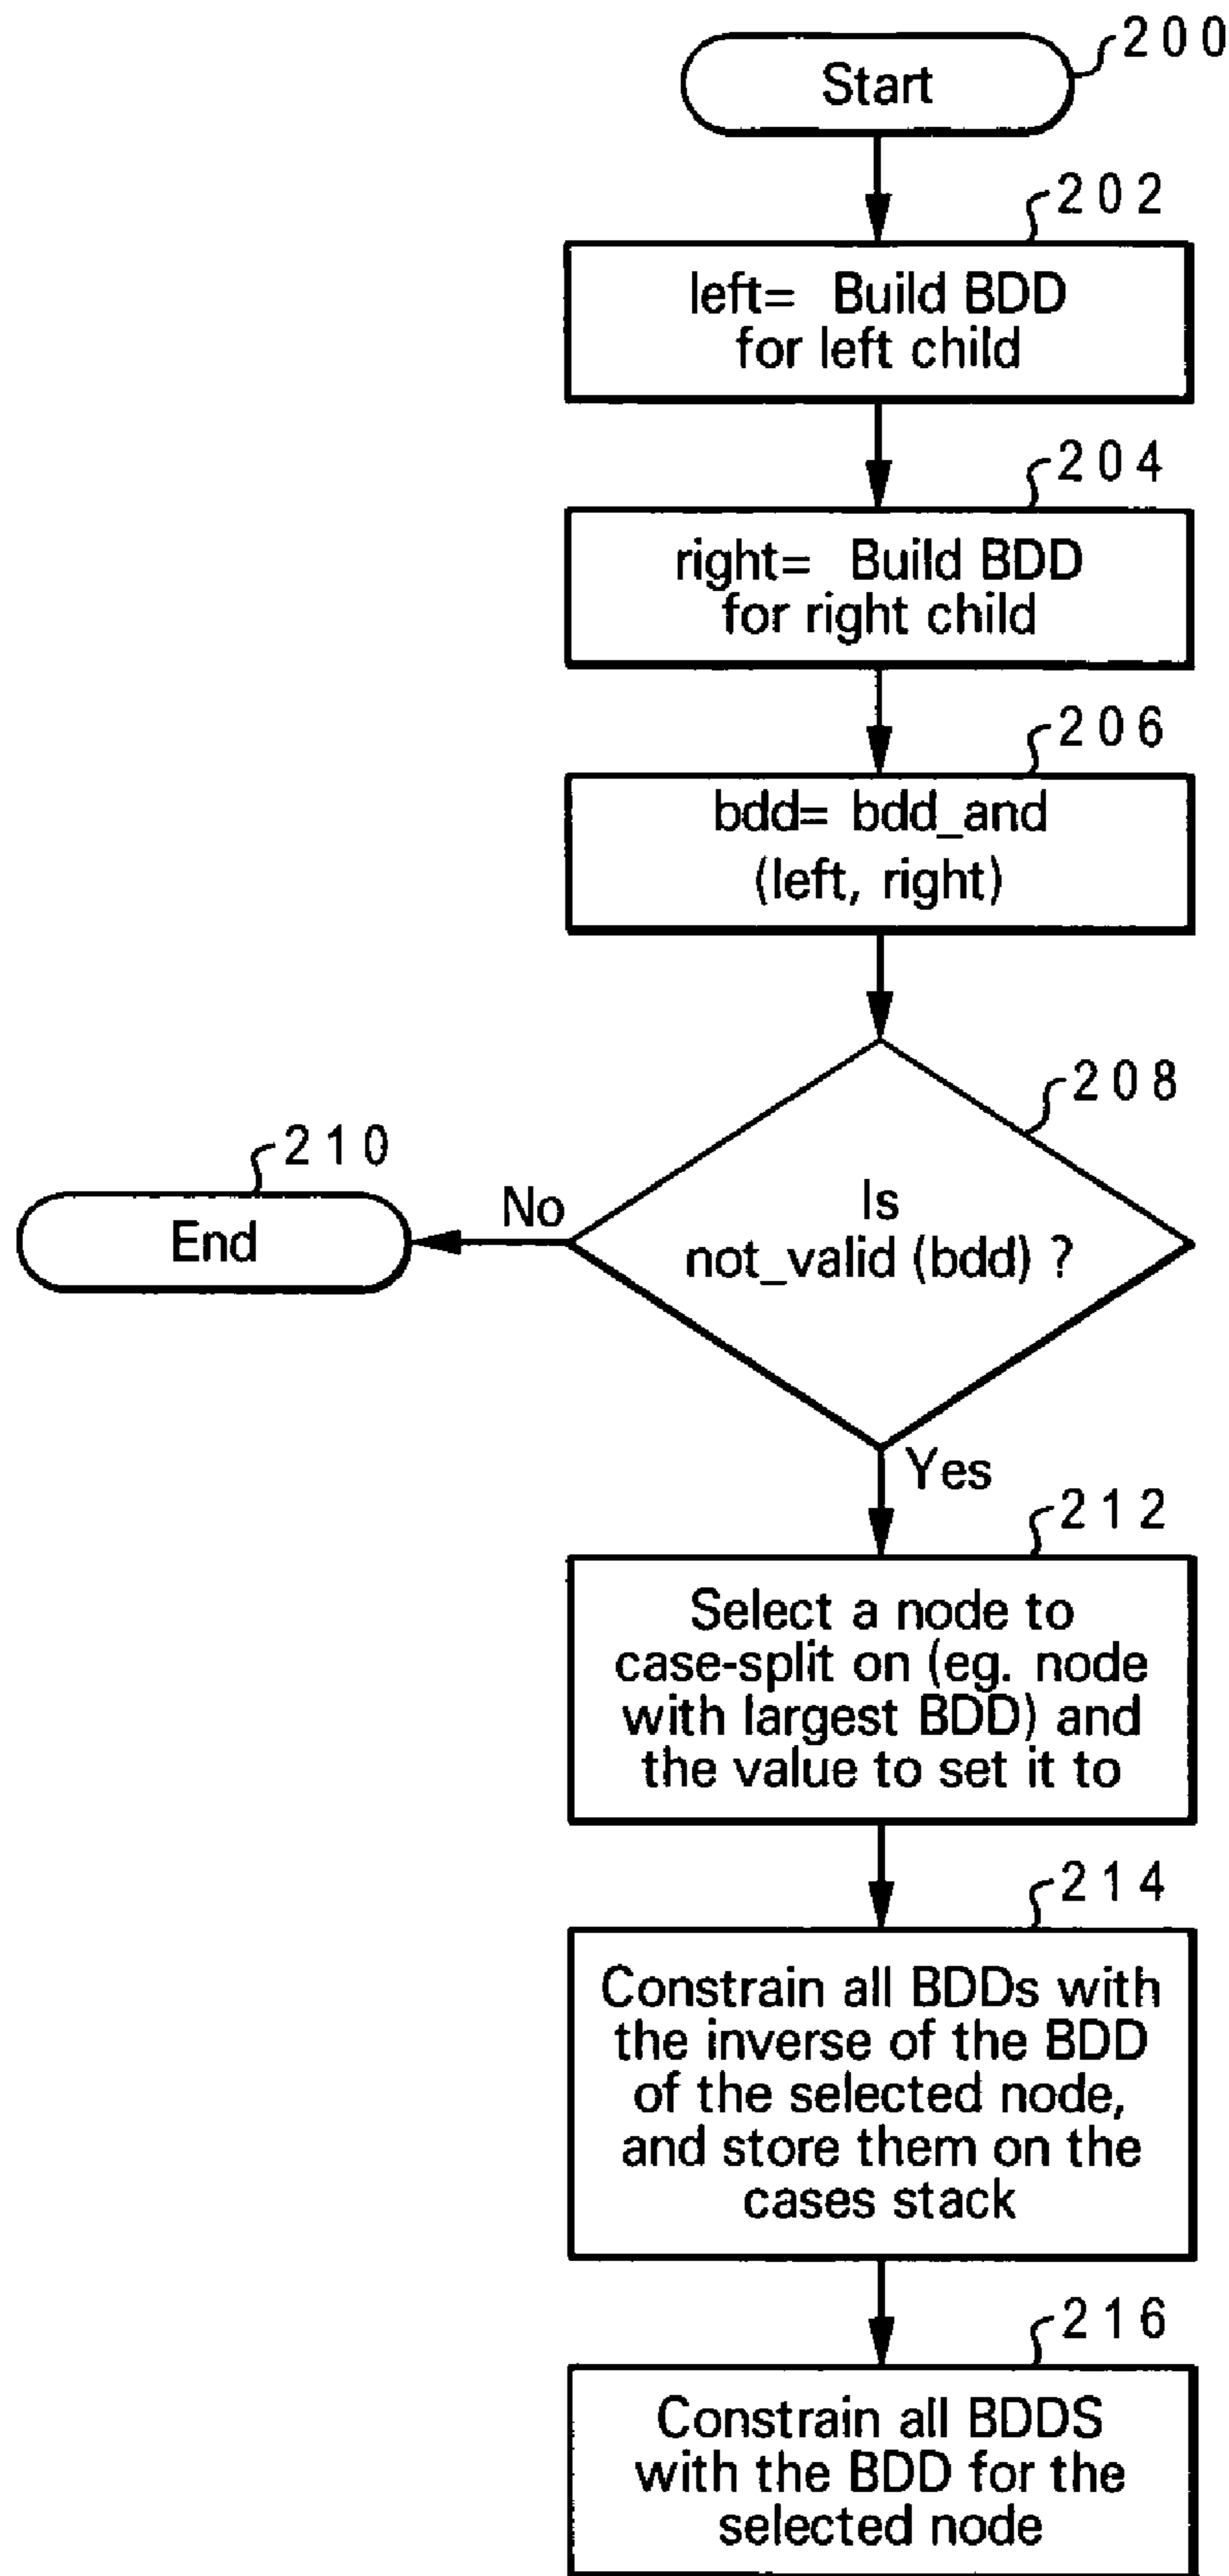 200
Start
202
left= Build BDD
for left child
204
right= Build BDD
for right child
206
bdd= bdd_and
(left, right)
208
Is
not_valid (bdd) ?
No
210
End
Yes
212
Select a node to
case-split on (eg. node
with largest BDD) and
the value to set it to
214
Constrain all BDDs with
the inverse of the BDD
of the selected node,
and store them on the
cases stack
216
Constrain all BDDS
with the BDD for the
selected node